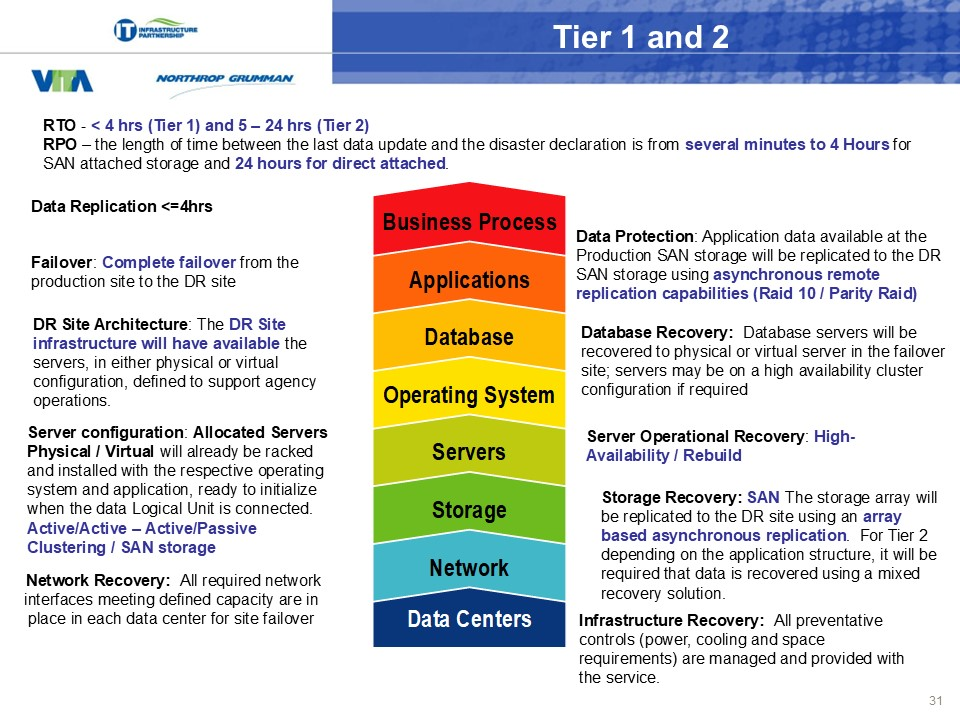 IT INFRASTRUCTURE
PARTNERSHIP
Tier 1 and 2
VITA
NORTHROP GRUMMAN
RTO - < 4 hrs (Tier 1) and 5 – 24 hrs (Tier 2)
RPO – the length of time between the last data update and the disaster declaration is from several minutes to 4 Hours for
SAN attached storage and 24 hours for direct attached.
Data Replication <=4hrs
Failover: Complete failover from the
production site to the DR site
DR Site Architecture: The DR Site
infrastructure will have available the
servers, in either physical or virtual
configuration, defined to support agency
operations.
Server configuration: Allocated Servers
Physical / Virtual will already be racked
and installed with the respective operating
system and application, ready to initialize
when the data Logical Unit is connected.
Active/Active – Active/Passive
Clustering / SAN storage
Network Recovery: All required network
interfaces meeting defined capacity are in
place in each data center for site failover
Business Process
Applications
Database
Operating System
Servers
Storage
Network
Data Centers
Data Protection: Application data available at the
Production SAN storage will be replicated to the DR
SAN storage using asynchronous remote
replication capabilities (Raid 10 / Parity Raid)
Database Recovery: Database servers will be
recovered to physical or virtual server in the failover
site; servers may be on a high availability cluster
configuration if required
Server Operational Recovery: High-
Availability / Rebuild
Storage Recovery: SAN The storage array will
be replicated to the DR site using an array
based asynchronous replication. For Tier 2
depending on the application structure, it will be
required that data is recovered using a mixed
recovery solution.
Infrastructure Recovery: All preventative
controls (power, cooling and space
requirements) are managed and provided with
the service.
31